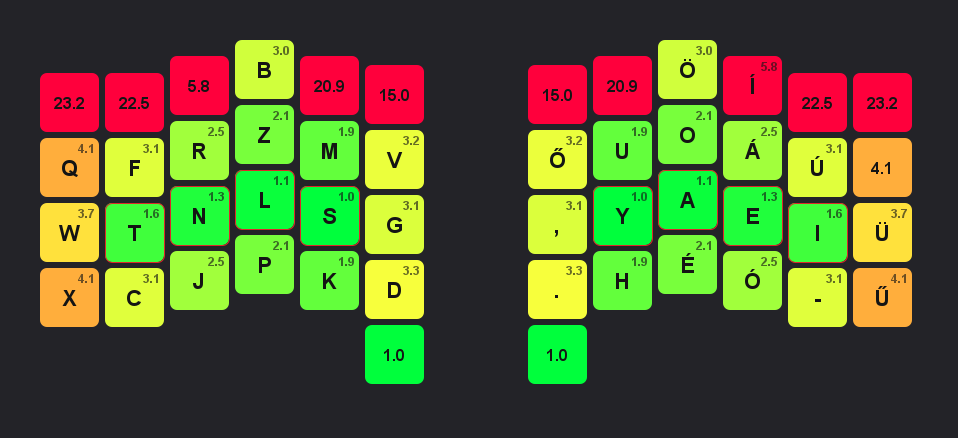 23.2 22.5 5.8 B 3.0 20.9 15.0 15.0 20.9 Ö 3.0 Í 5.8 22.5 23.2
Q 4.1 F 3.1 R 2.5 Z 2.1 M 1.9 V 3.2 Ő 3.2 U 1.9 O 2.1 Á 2.5 Ú 3.1 4.1
W 3.7 T 1.6 N 1.3 L 1.1 S 1.0 G 3.1 , 3.1 Y 1.0 A 1.1 E 1.3 I 1.6 Ü 3.7
X 4.1 C 3.1 J 2.5 P 2.1 K 1.9 D 3.3 . 3.3 H 1.9 É 2.1 Ó 2.5 - 3.1 Ű 4.1
1.0 1.0